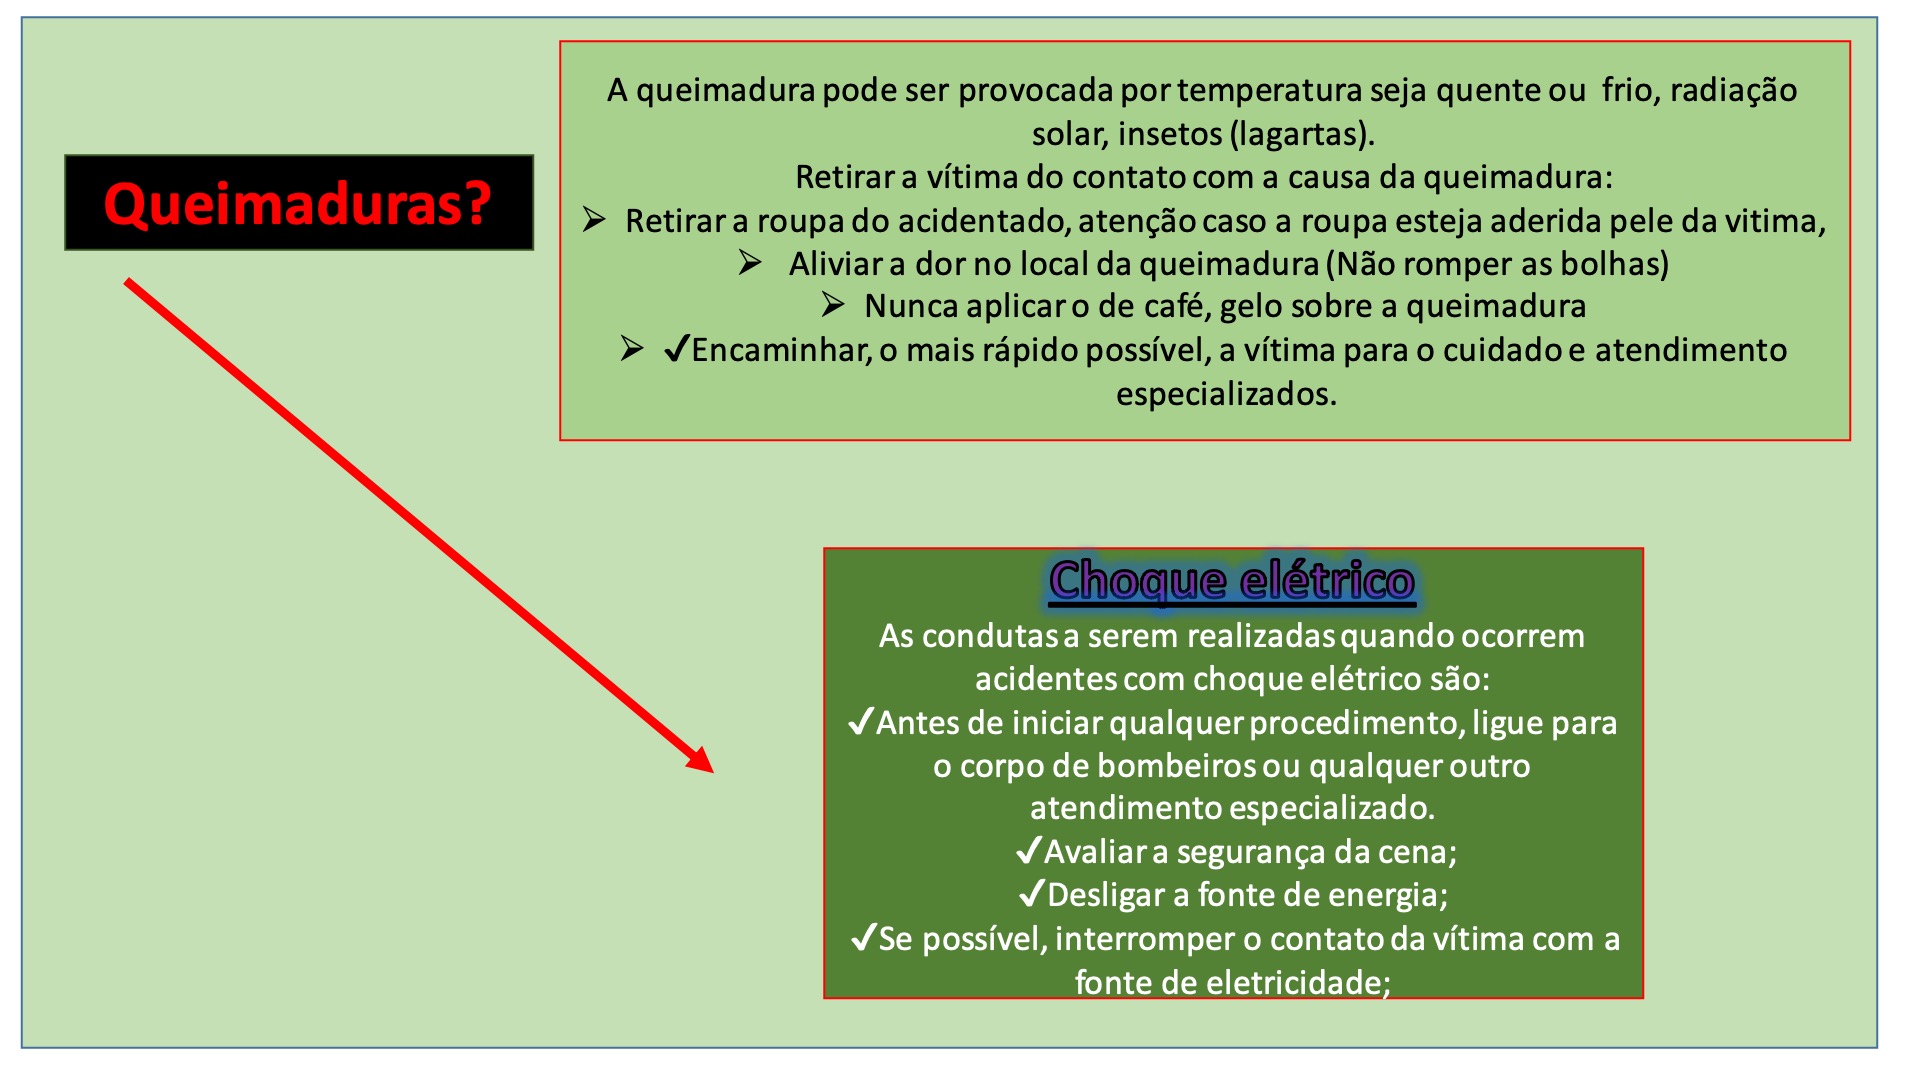 Queimaduras?
A queimadura pode ser provocada por temperatura seja quente ou  frio, radiação
solar, insetos (lagartas).
Retirar a vítima do contato com a causa da queimadura:
➢ Retirar a roupa do acidentado, atenção caso a roupa esteja aderida pele da vitima,
➢ Aliviar a dor no local da queimadura (Não romper as bolhas)
➢ Nunca aplicar o de café, gelo sobre a queimadura
➢ ✓Encaminhar, o mais rápido possível, a vítima para o cuidado e atendimento
especializados.
Choque elétrico
As condutas a serem realizadas quando ocorrem
acidentes com choque elétrico são:
✓Antes de iniciar qualquer procedimento, ligue para
o corpo de bombeiros ou qualquer outro
atendimento especializado.
✓Avaliar a segurança da cena;
✓Desligar a fonte de energia;
✓Se possível, interromper o contato da vítima com a
fonte de eletricidade;